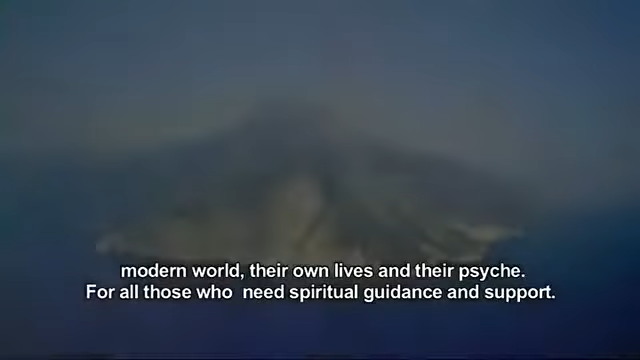 modern world, their own lives and their psyche.
For all those who  need spiritual guidance and support.